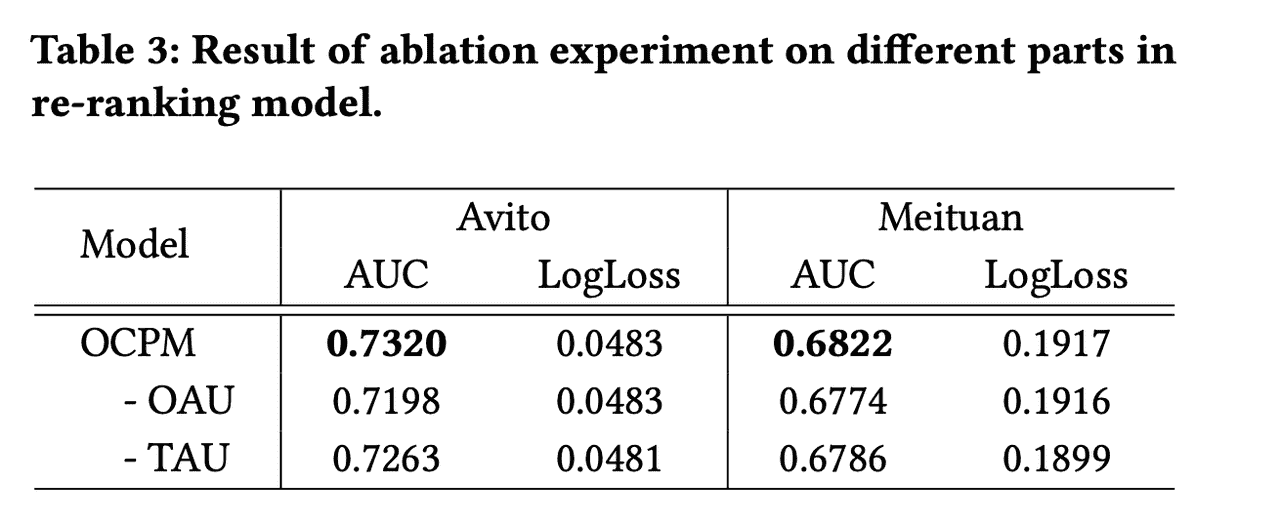 Table 3: Result of ablation experiment on different parts in
re-ranking model.
Model Avito Meituan
AUC LogLoss AUC LogLoss
OCPM 0.7320 0.0483 0.6822 0.1917
- OAU 0.7198 0.0483 0.6774 0.1916
- TAU 0.7263 0.0481 0.6786 0.1899